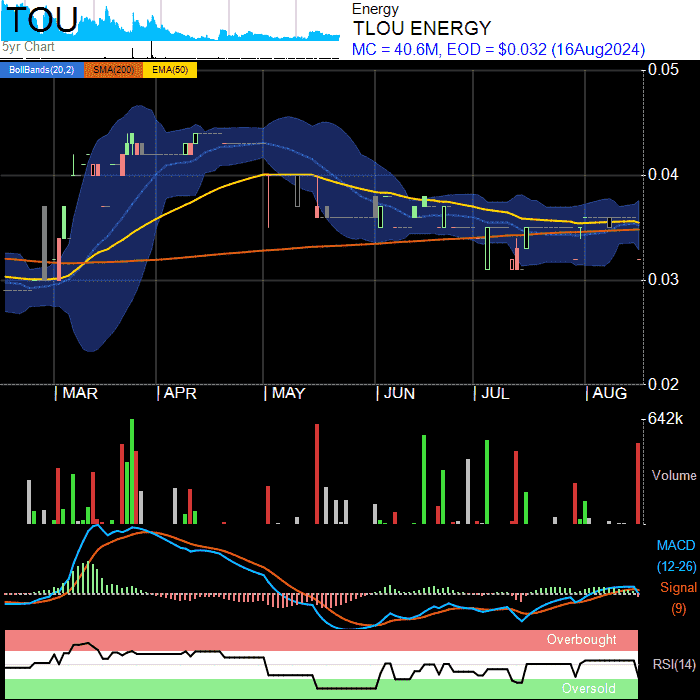 TOU
5yr Chart
Energy
TLOU ENERGY
MC = 40.6M, EOD = $0.032 (16Aug2024)
BollBands(20,2) SMA(200) EMA(50)
0.05
0.04
0.03
0.02
MAR APR MAY JUN JUL AUG
642k
Volume
MACD
(12-26)
Signal
(9)
Overbought
RSI(14)
Oversold